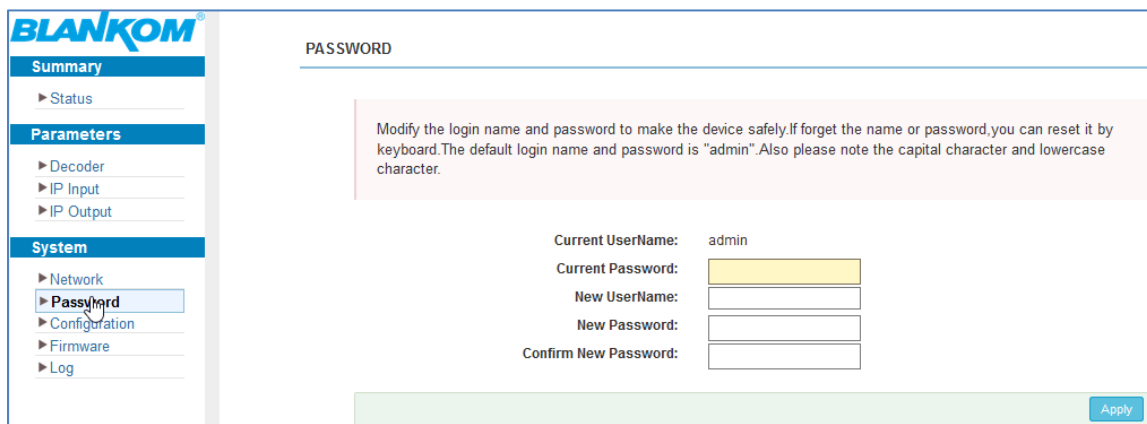 BLANKOM®
Summary
Status
Parameters
Decoder
IP Input
IP Output
System
Network
Password
Configuration
Firmware
Log
PASSWORD
Modify the login name and password to make the device safely.If forget the name or password,you can reset it by
keyboard.The default login name and password is "admin".Also please note the capital character and lowercase
character.
Current UserName: admin
Current Password:
New UserName:
New Password:
Confirm New Password:
Apply